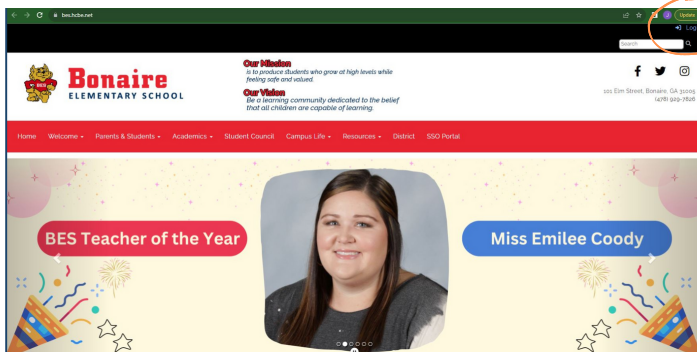 bes.hcbe.net
J
Update
Log
Search
BES
Bonaire
ELEMENTARY SCHOOL
Our Mission
is to produce students who grow at high levels while
feeling safe and valued.
Our Vision
Be a learning community dedicated to the belief
that all children are capable of learning.
101 Elm Street, Bonaire, GA 31005
(478) 929-7826
Home Welcome Parents & Students Academics Student Council Campus Life Resources District SSO Portal
BES Teacher of the Year
Miss Emilee Coody